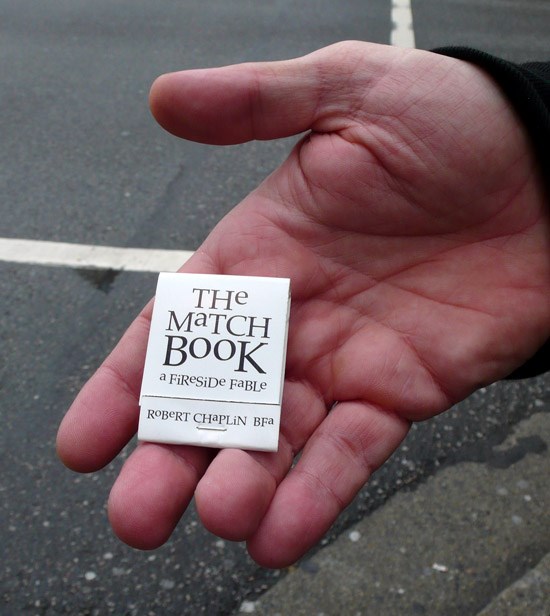 THe
MaTCH
BooK
a FiReSiDe FaBLe
RoBeRT CHaPLiN BFa